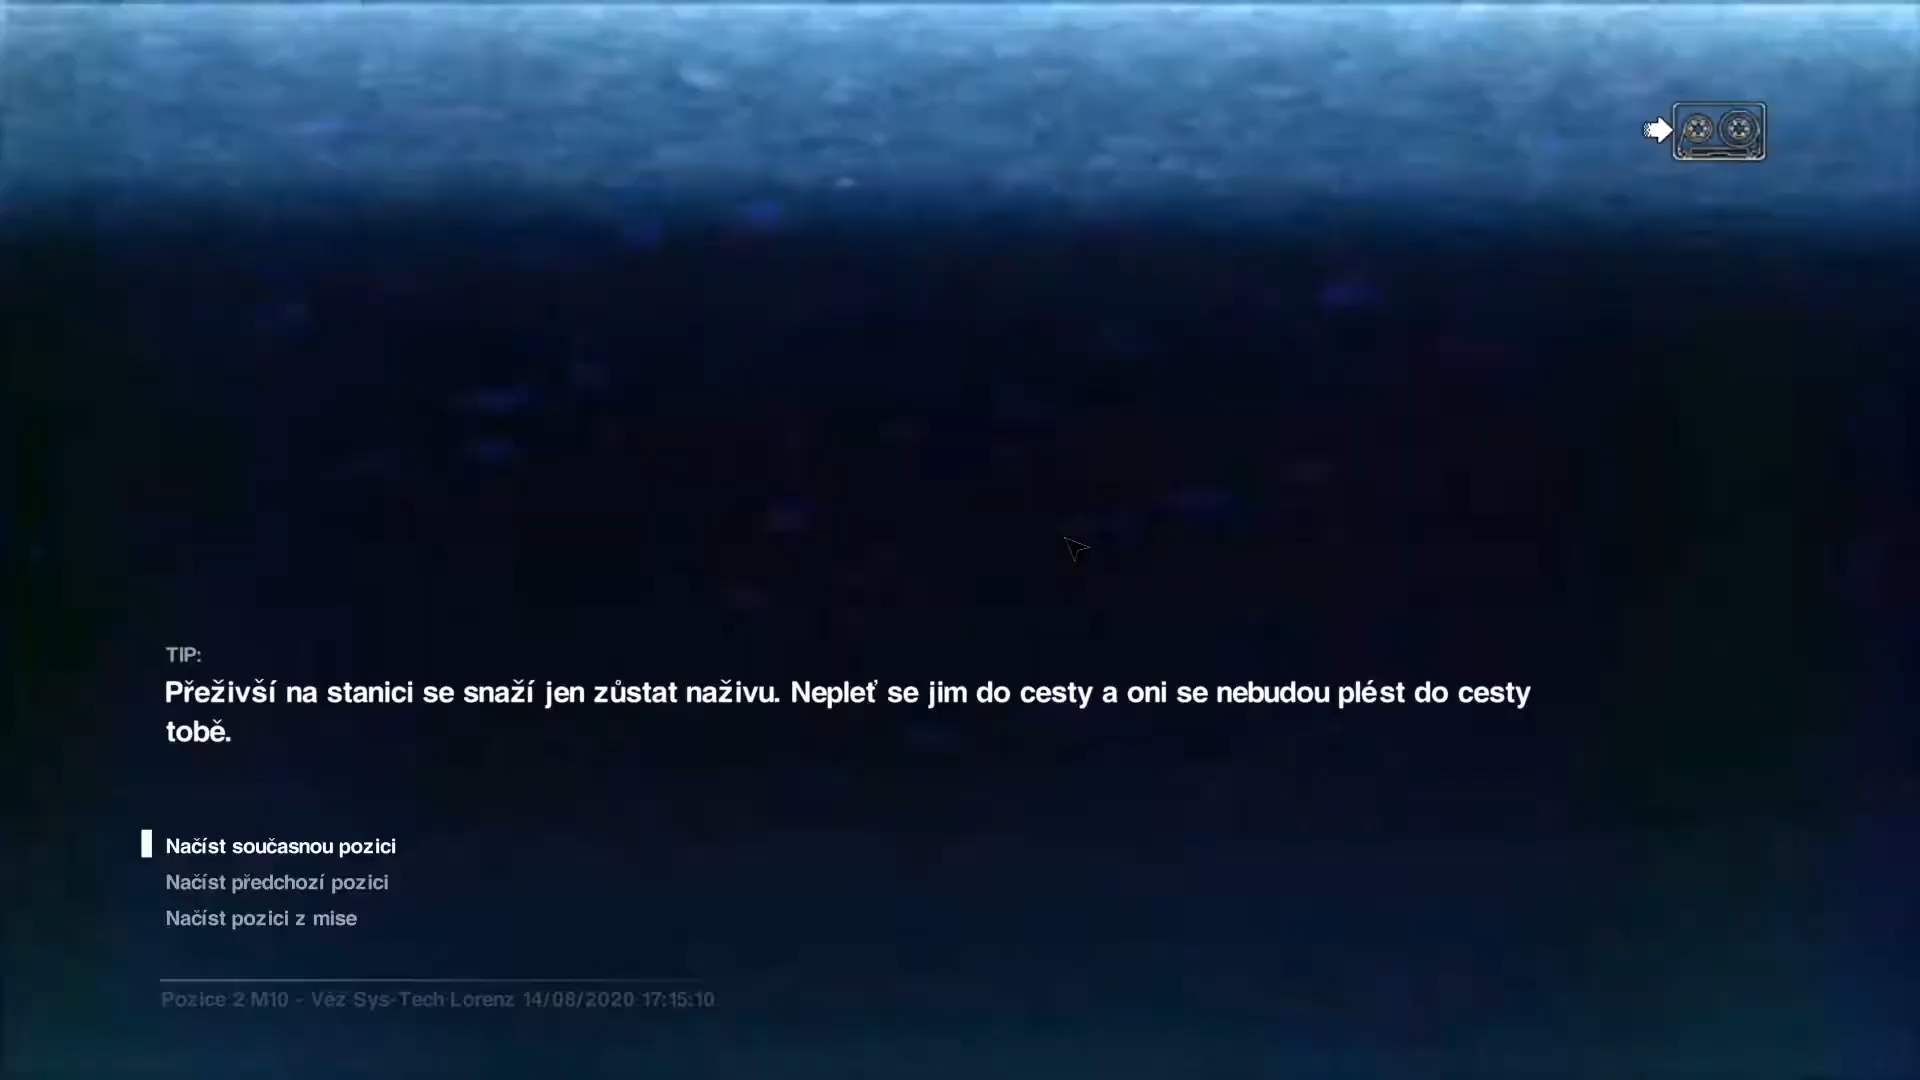 TIP:
Přeživší na stanici se snaží jen zůstat naživu. Nepleť se jim do cesty a oni se nebudou plést do cesty
tobě.
Načíst současnou pozici
Načíst předchozí pozici
Načíst pozici z mise
Pozice 2 M10 - Věž Sys-Tech Lorenz 14/08/2020 17:15:10